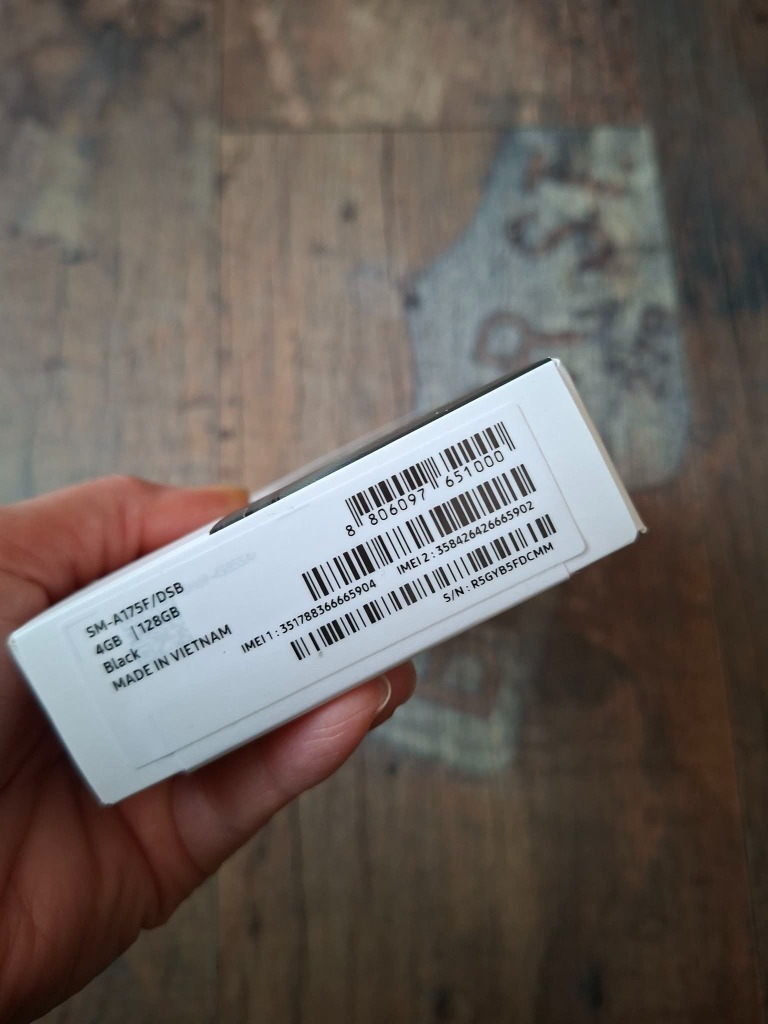 SM-A175F/DSB
4GB | 128GB
Black
MADE IN VIETNAM
8 806097 651000
IMEI 1 : 351788366665904
IMEI 2 : 358426426665902
S/N : R5GYB5FDCMM